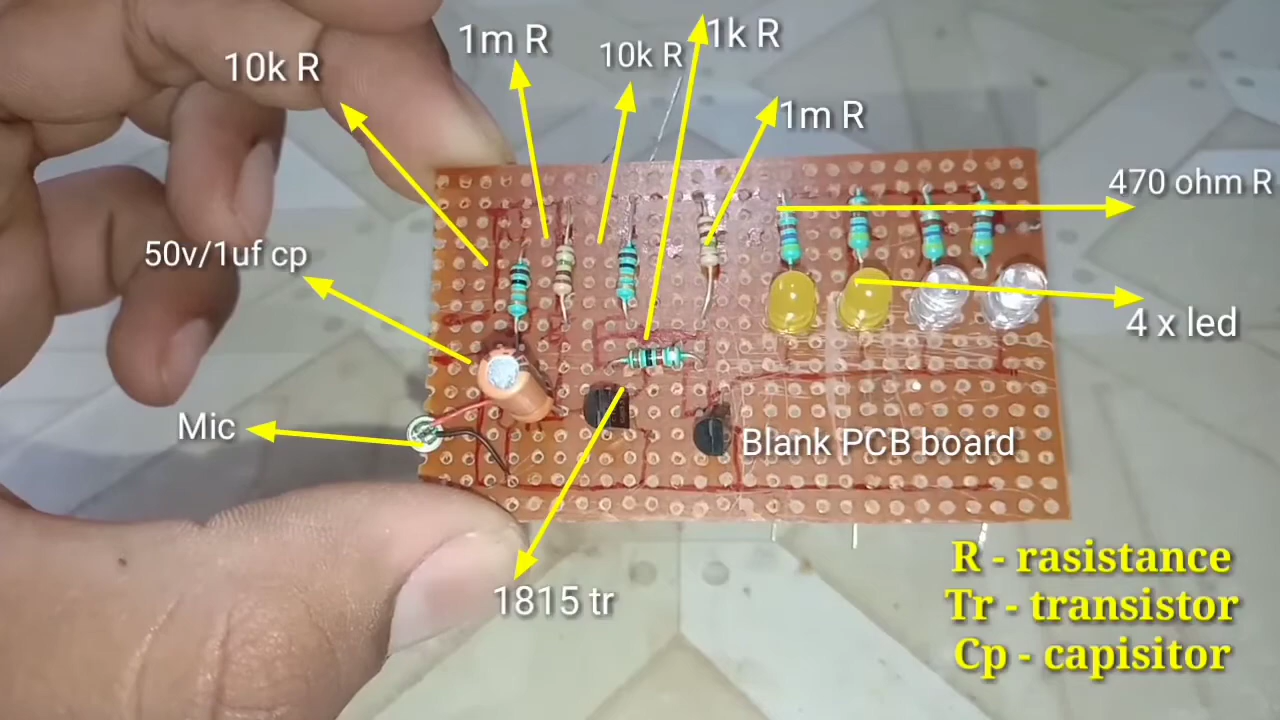 10k R
1m R
10k R
1k R
1m R
470 ohm R
50v/1uf cp
4 x led
Mic
Blank PCB board
1815 tr
R - rasistance
Tr - transistor
Cp - capisitor